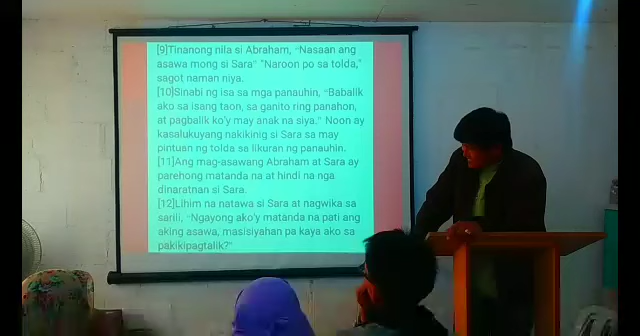 [9]Tinanong nila si Abraham, “Nasaan ang
asawa mong si Sara” "Naroon po sa tolda,"
sagot naman niya.
[10]Sinabi ng isa sa mga panauhin, “Babalik
ako sa isang taon, sa ganito ring panahon,
at pagbalik ko'y may anak na siya.” Noon ay
kasalukuyang nakikinig si Sara sa may
pintuan ng tolda sa likuran ng panauhin.
[11]Ang mag-asawang Abraham at Sara ay
parehong matanda na at hindi na nga
dinaratnan si Sara.
[12]Lihim na natawa si Sara at nagwika sa
sarili, “Ngayong ako'y matanda na pati ang
aking asawa, masisiyahan pa kaya ako sa
pakikipagtalik?”